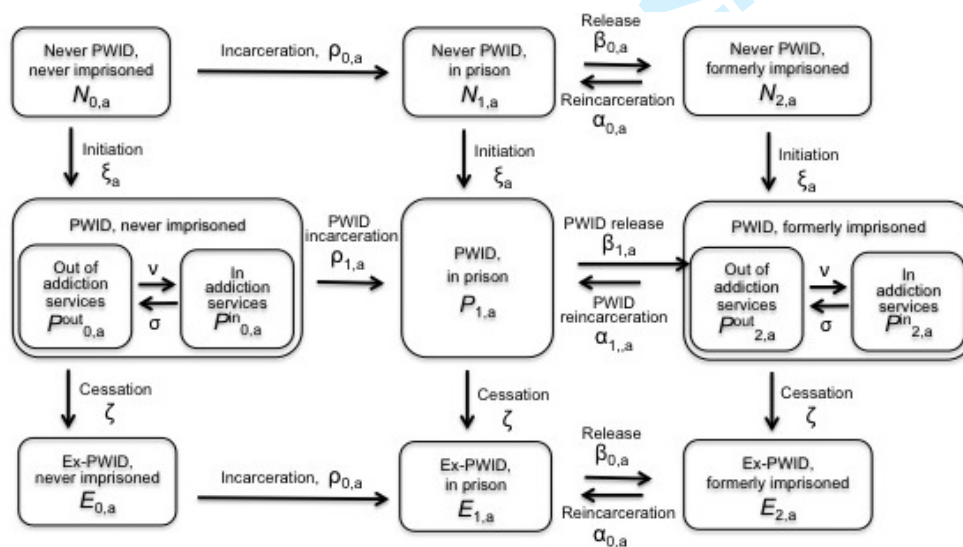 Never PWID,
never imprisoned
N0,a
Incarceration, ρ0,a
Never PWID,
in prison
N1,a
Release
β0,a
Reincarceration
α0,a
Never PWID,
formerly imprisoned
N2,a
Initiation
ξa
Initiation
ξa
Initiation
ξa
PWID, never imprisoned
Out of
addiction
services
Pout0,a
ν
σ
In
addiction
services
Pin0,a
PWID
incarceration
ρ1,a
PWID,
in prison
P1,a
PWID release
β1,a
PWID
reincarceration
α1,,a
PWID, formerly imprisoned
Out of
addiction
services
Pout2,a
ν
σ
In
addiction
services
Pin2,a
Cessation
ζ
Cessation
ζ
Cessation
ζ
Ex-PWID,
never imprisoned
E0,a
Incarceration, ρ0,a
Ex-PWID,
in prison
E1,a
Release
β0,a
Reincarceration
α0,a
Ex-PWID,
formerly imprisoned
E2,a